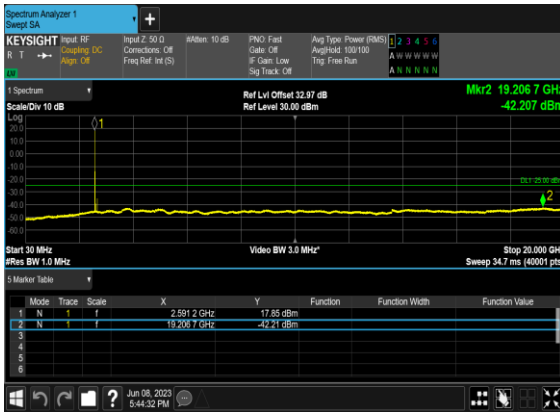 Spectrum Analyzer 1
Swept SA
+
KEYSIGHT
R T
LXI
Input: RF
Coupling: DC
Align: Off
Input Z: 50 Ω
Corrections: Off
Freq Ref: Int (S)
#Atten: 10 dB
PNO: Fast
Gate: Off
IF Gain: Low
Sig Track: Off
Avg Type: Power (RMS)
Avg|Hold: 100/100
Trig: Free Run
1 2 3 4 5 6
A W W W W W
A N N N N N
1 Spectrum
Scale/Div 10 dB
Ref Lvl Offset 32.97 dB
Ref Level 30.00 dBm
Mkr2 19.206 7 GHz
-42.207 dBm
Log
20.0
10.0
0.00
-10.0
-20.0
-30.0
-40.0
-50.0
-60.0
1
DL1 -25.00 dBm
2
Start 30 MHz
#Res BW 1.0 MHz
Video BW 3.0 MHz*
Stop 20.000 GHz
Sweep 34.7 ms (40001 pts)
5 Marker Table
Mode Trace Scale X Y Function Function Width Function Value
1 N 1 f 2.591 2 GHz 17.85 dBm
2 N 1 f 19.206 7 GHz -42.21 dBm
3
4
5
6
?
Jun 08, 2023
5:44:32 PM